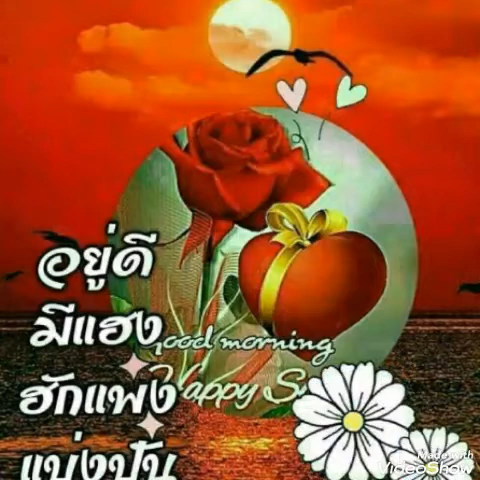 อยู่ดี
มีแฮง
good morning
ฮักแพง
Happy
แบ่งปัน
Made with
VideoShow